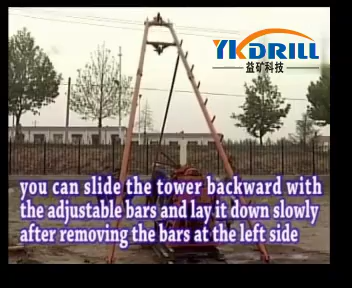 YKDRILL
益矿科技
you can slide the tower backward with
the adjustable bars and lay it down slowly
after removing the bars at the left side